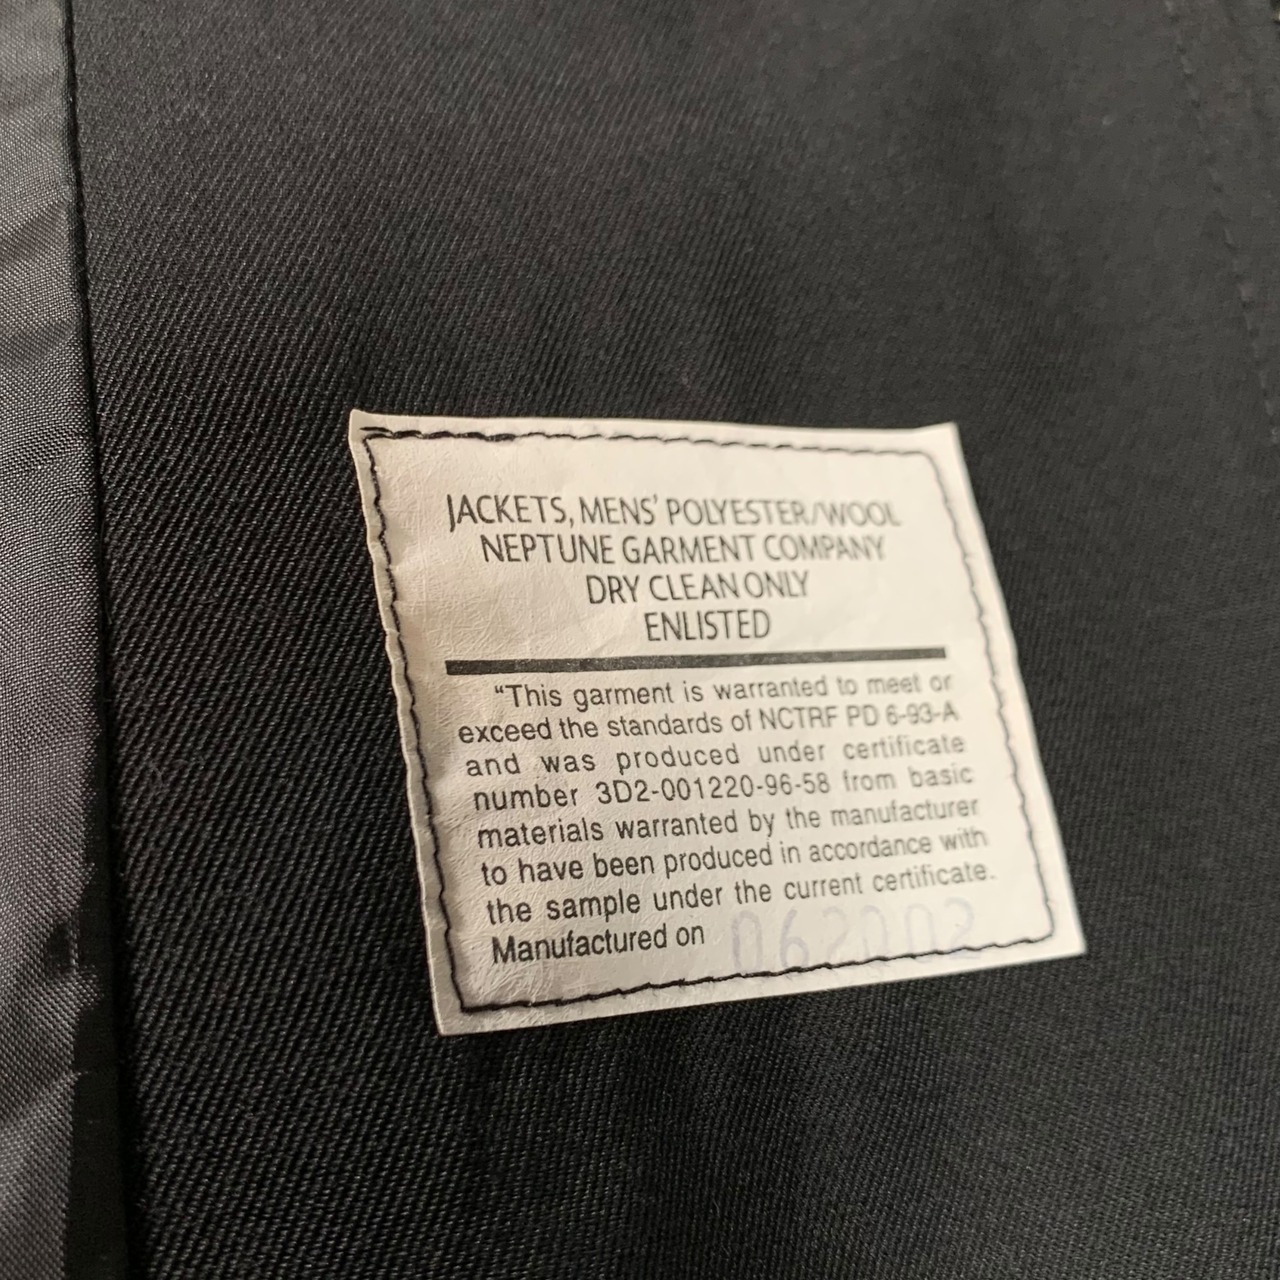 JACKETS, MENS' POLYESTER/WOOL
NEPTUNE GARMENT COMPANY
DRY CLEAN ONLY
ENLISTED
“This garment is warranted to meet or
exceed the standards of NCTRF PD 6-93-A
and was produced under certificate
number 3D2-001220-96-58 from basic
materials warranted by the manufacturer
to have been produced in accordance with
the sample under the current certificate.
Manufactured on 062002